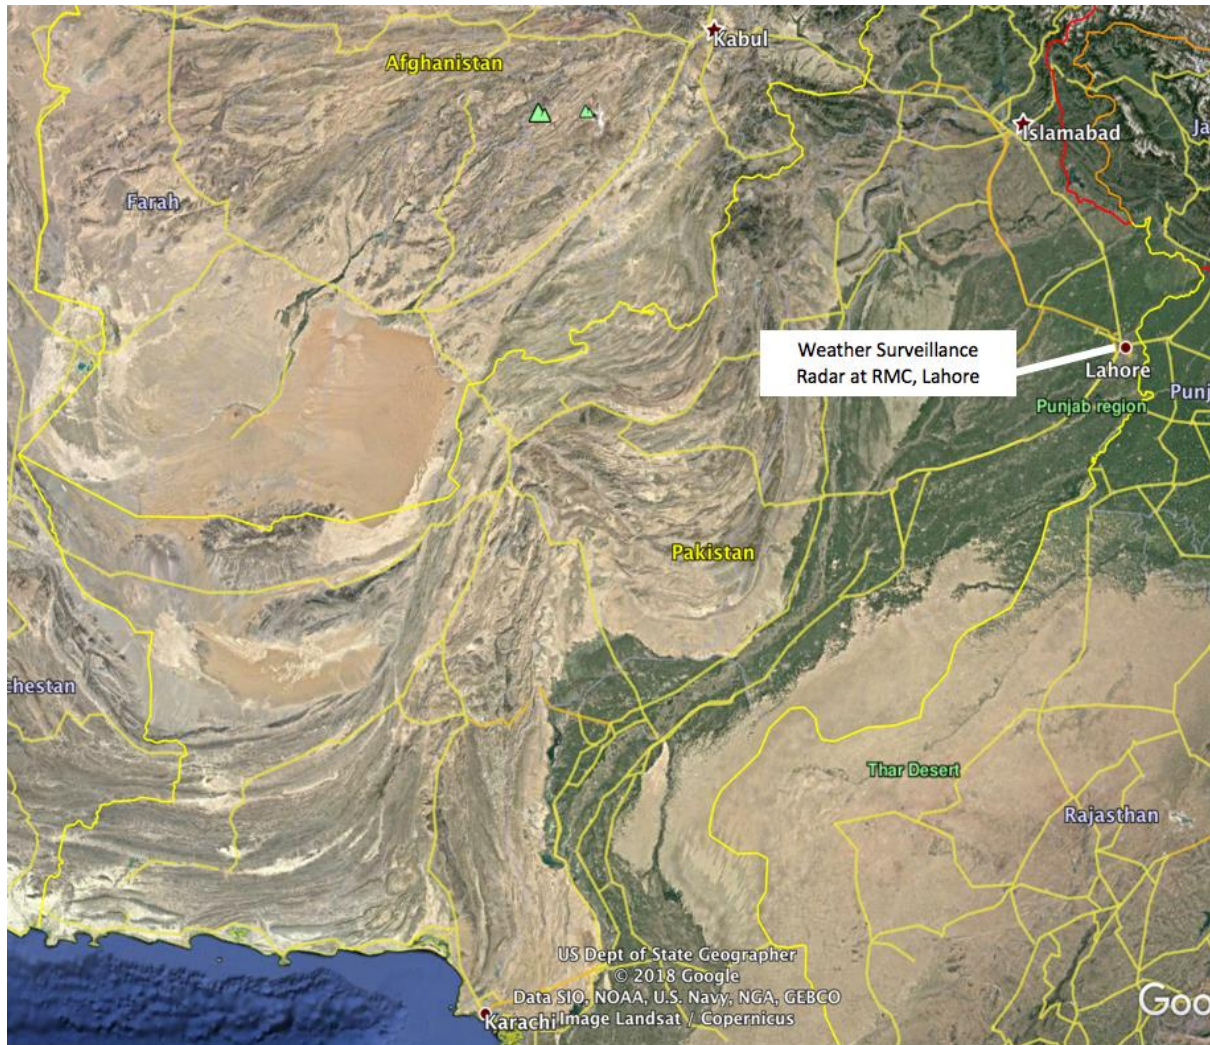 Kabul
Afghanistan
Islamabad
Ja
Farah
Weather Surveillance
Radar at RMC, Lahore
Lahore
Punj
Punjab region
Pakistan
chestan
Thar Desert
Rajasthan
US Dept of State Geographer
© 2018 Google
Data SIO, NOAA, U.S. Navy, NGA, GEBCO
Image Landsat / Copernicus
Goo
Karachi